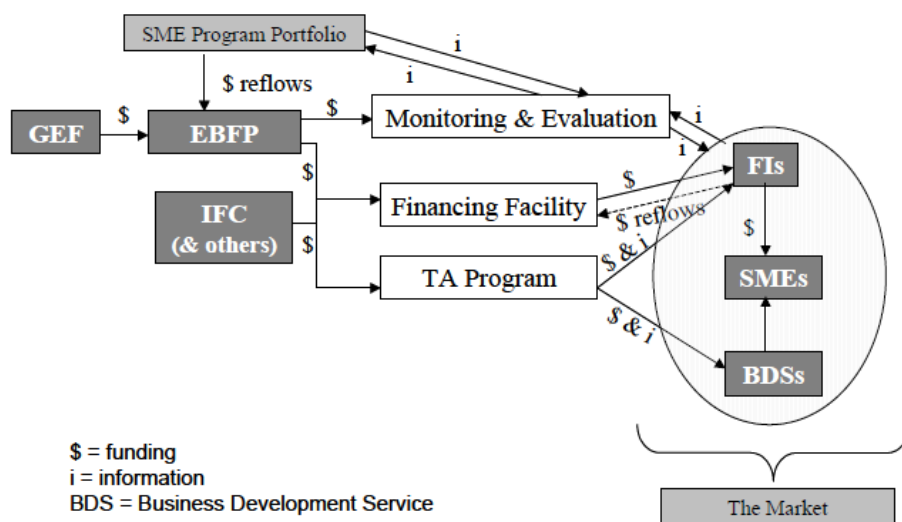 SME Program Portfolio
i
i
$ reflows
$
$
GEF
EBFP
Monitoring & Evaluation
i
i
FIs
$
$
IFC
(& others)
$
Financing Facility
$ reflows
$
$ & i
TA Program
SMEs
$ & i
BDSs
$ = funding
i = information
BDS = Business Development Service
The Market